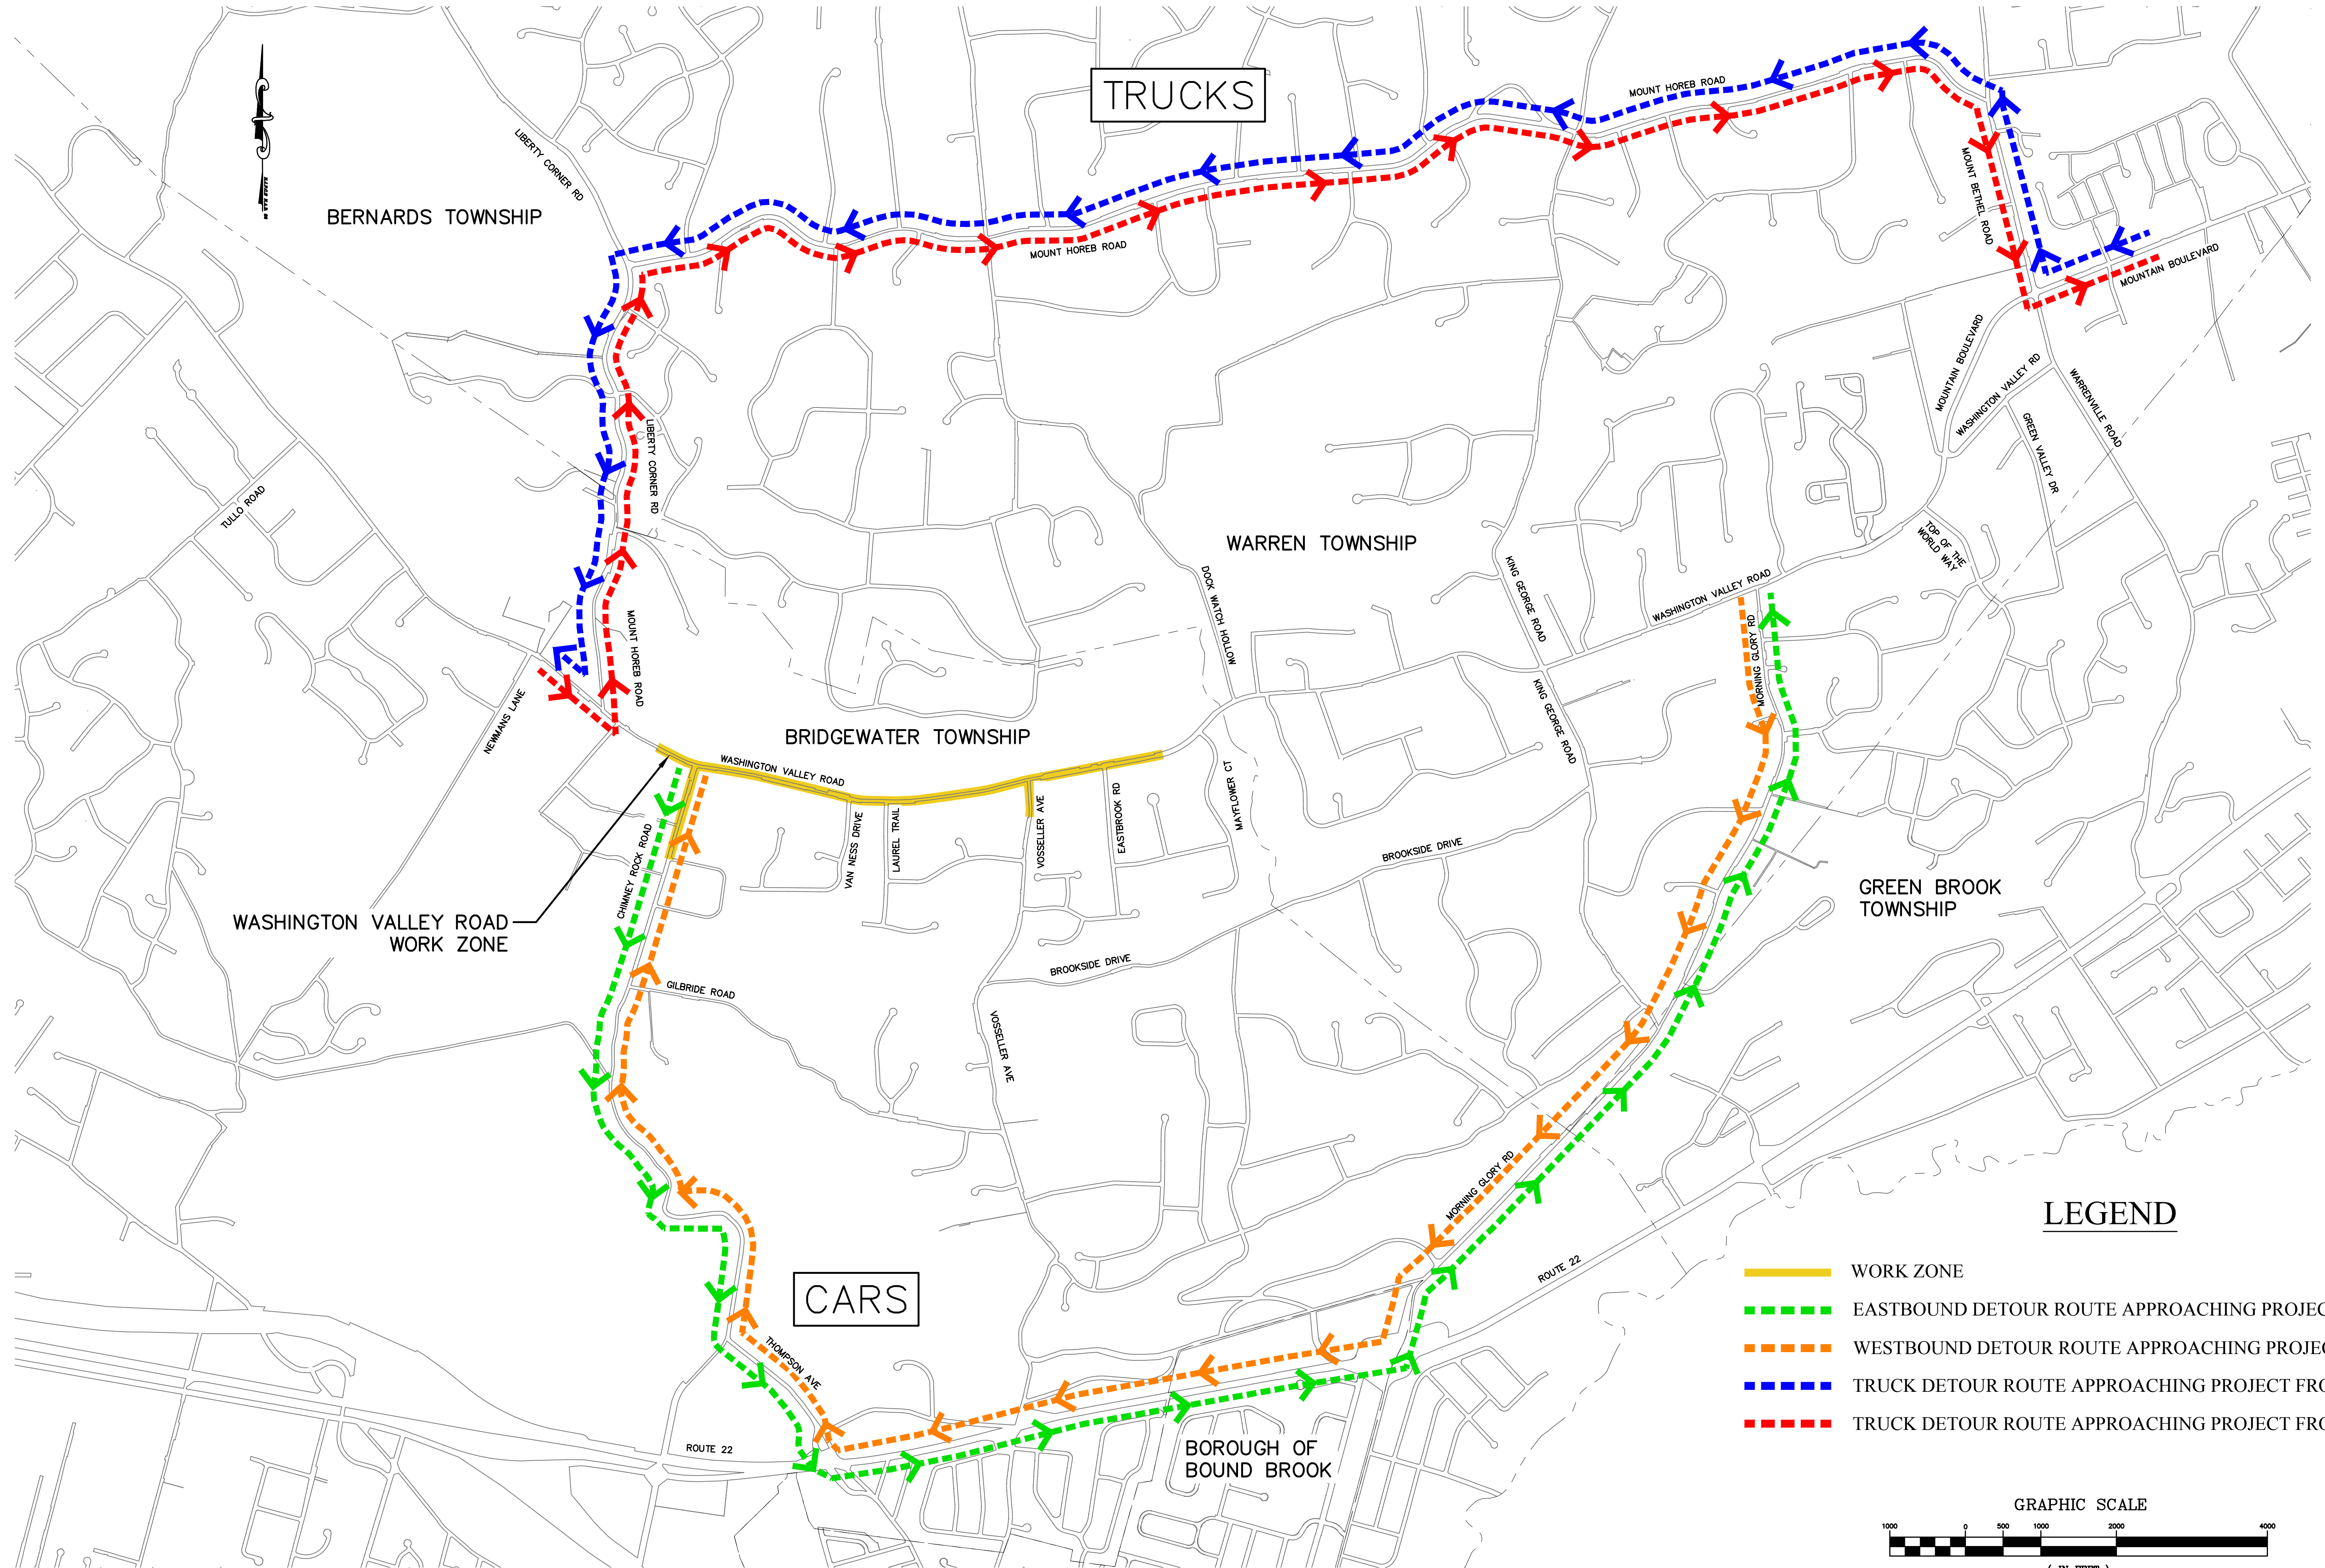 TRUCKS
MOUNT HOREB ROAD
LIBERTY CORNER RD
BERNARDS TOWNSHIP
MOUNT HOREB ROAD
MOUNT BETHEL ROAD
MOUNTAIN BOULEVARD
MOUNTAIN BOULEVARD
WASHINGTON VALLEY RD
WARRENVILLE ROAD
GREEN VALLEY DR
LIBERTY CORNER RD
TULLO ROAD
WARREN TOWNSHIP
TOP OF THE
WORLD WAY
DOCK WATCH HOLLOW
KING GEORGE ROAD
WASHINGTON VALLEY ROAD
MORNING GLORY RD
MOUNT HOREB ROAD
NEWMANS LANE
KING GEORGE ROAD
BRIDGEWATER TOWNSHIP
WASHINGTON VALLEY ROAD
MAYFLOWER CT
EASTBROOK RD
VOSSELLER AVE
LAUREL TRAIL
VAN NESS DRIVE
CHIMNEY ROCK ROAD
BROOKSIDE DRIVE
GREEN BROOK
TOWNSHIP
WASHINGTON VALLEY ROAD
WORK ZONE
BROOKSIDE DRIVE
GILBRIDE ROAD
VOSSELLER AVE
MORNING GLORY RD
ROUTE 22
CARS
THOMPSON AVE
ROUTE 22
BOROUGH OF
BOUND BROOK
LEGEND
WORK ZONE
EASTBOUND DETOUR ROUTE APPROACHING PROJEC
WESTBOUND DETOUR ROUTE APPROACHING PROJE
TRUCK DETOUR ROUTE APPROACHING PROJECT FRO
TRUCK DETOUR ROUTE APPROACHING PROJECT FRO
GRAPHIC SCALE
1000 0 500 1000 2000 4000